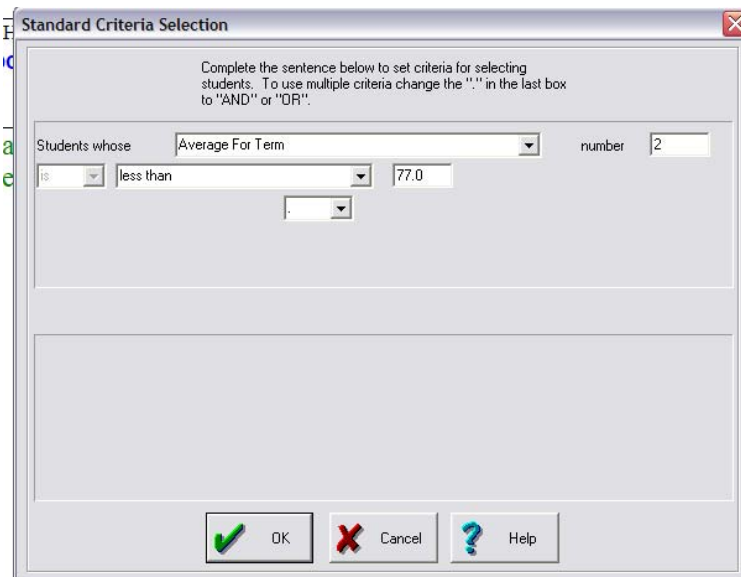 Standard Criteria Selection
Complete the sentence below to set criteria for selecting
students. To use multiple criteria change the "." in the last box
to "AND" or "OR".
Students whose Average For Term number 2
is less than 77.0
.
OK Cancel Help